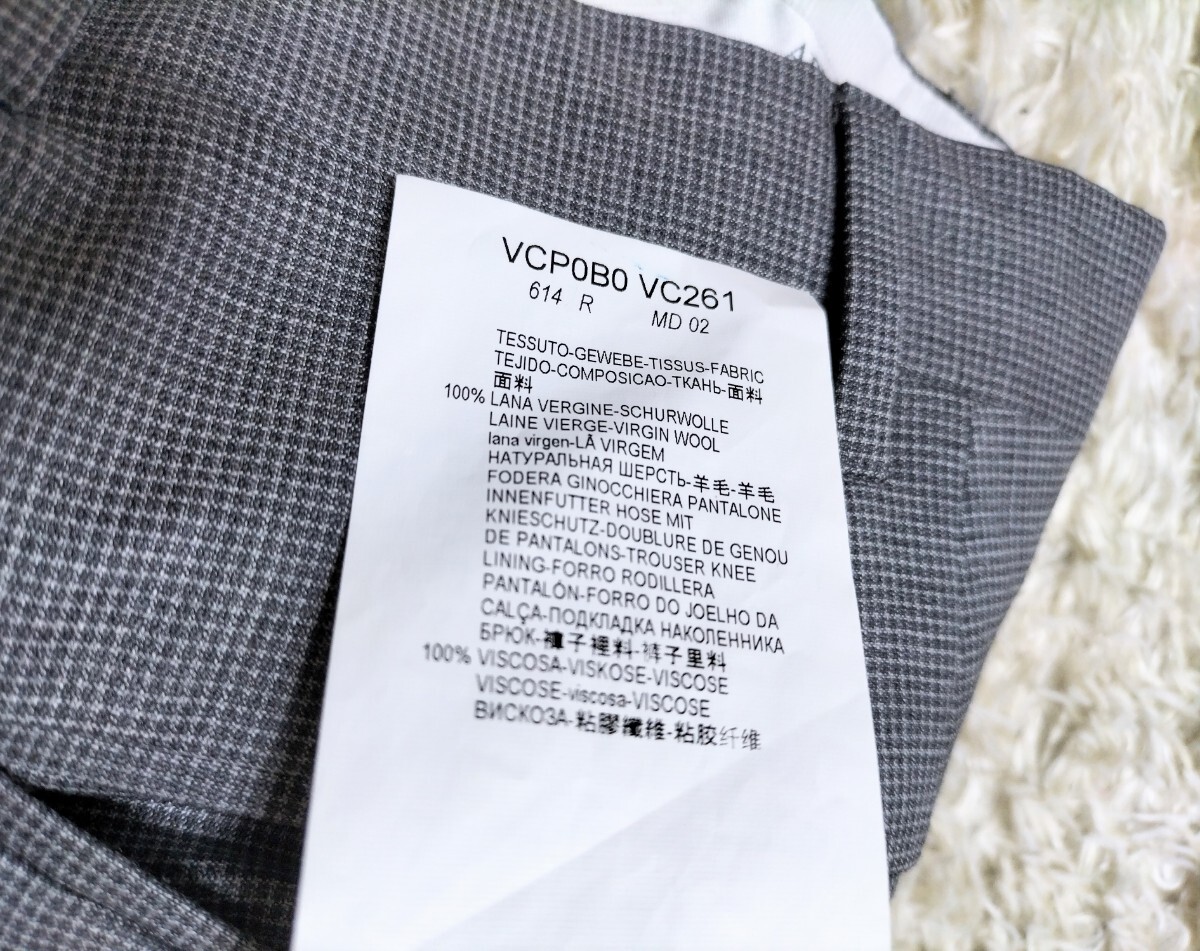 VCP0B0 VC261
614 R MD 02
TESSUTO-GEWEBE-TISSUS-FABRIC
TEJIDO-COMPOSICAO-ТКАНЬ-面料
面料
100% LANA VERGINE-SCHURWOLLE
LAINE VIERGE-VIRGIN WOOL
lana virgen-LÃ VIRGEM
НАТУРАЛЬНАЯ ШЕРСТЬ-羊毛-羊毛
FODERA GINOCCHIERA PANTALONE
INNENFUTTER HOSE MIT
KNIESCHUTZ-DOUBLURE DE GENOU
DE PANTALONS-TROUSER KNEE
LINING-FORRO RODILLERA
PANTALÓN-FORRO DO JOELHO DA
CALÇA-ПОДКЛАДКА НАКОЛЕННИКА
БРЮК-褲子裡料-裤子里料
100% VISCOSA-VISKOSE-VISCOSE
VISCOSE-viscosa-VISCOSE
ВИСКОЗА-粘膠纖維-粘胶纤维